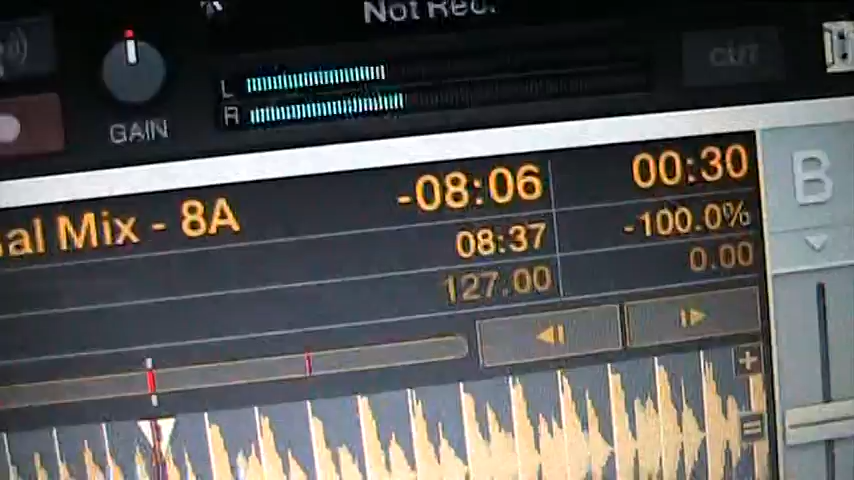 Not Rec.
L
R
GAIN
CUT
al Mix - 8A -08:06 00:30
08:37 -100.0%
127.00 0.00
B
+
=